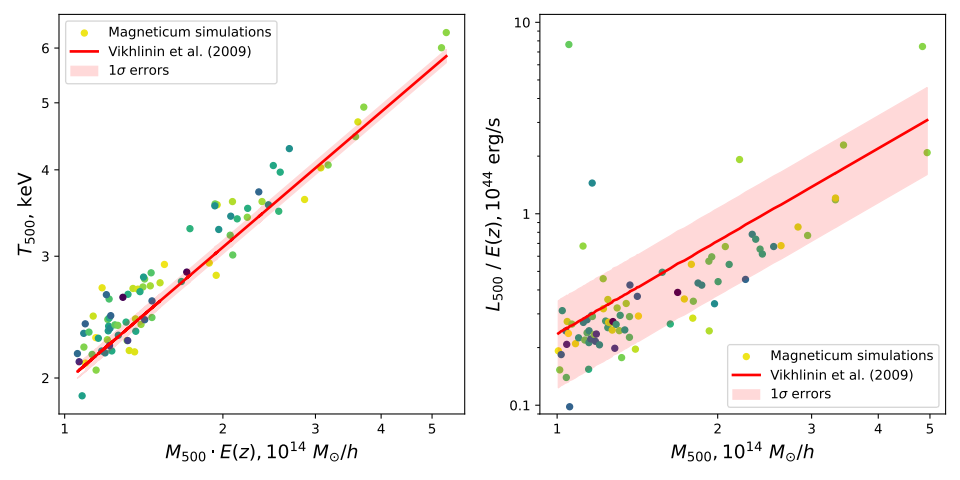 Magneticum simulations
Vikhlinin et al. (2009)
1σ errors
T500, keV
6
5
4
3
2
1 2 3 4 5
M500 · E(z), 10^14 M⊙/h
L500 / E(z), 10^44 erg/s
10
1
0.1
Magneticum simulations
Vikhlinin et al. (2009)
1σ errors
1 2 3 4 5
M500, 10^14 M⊙/h